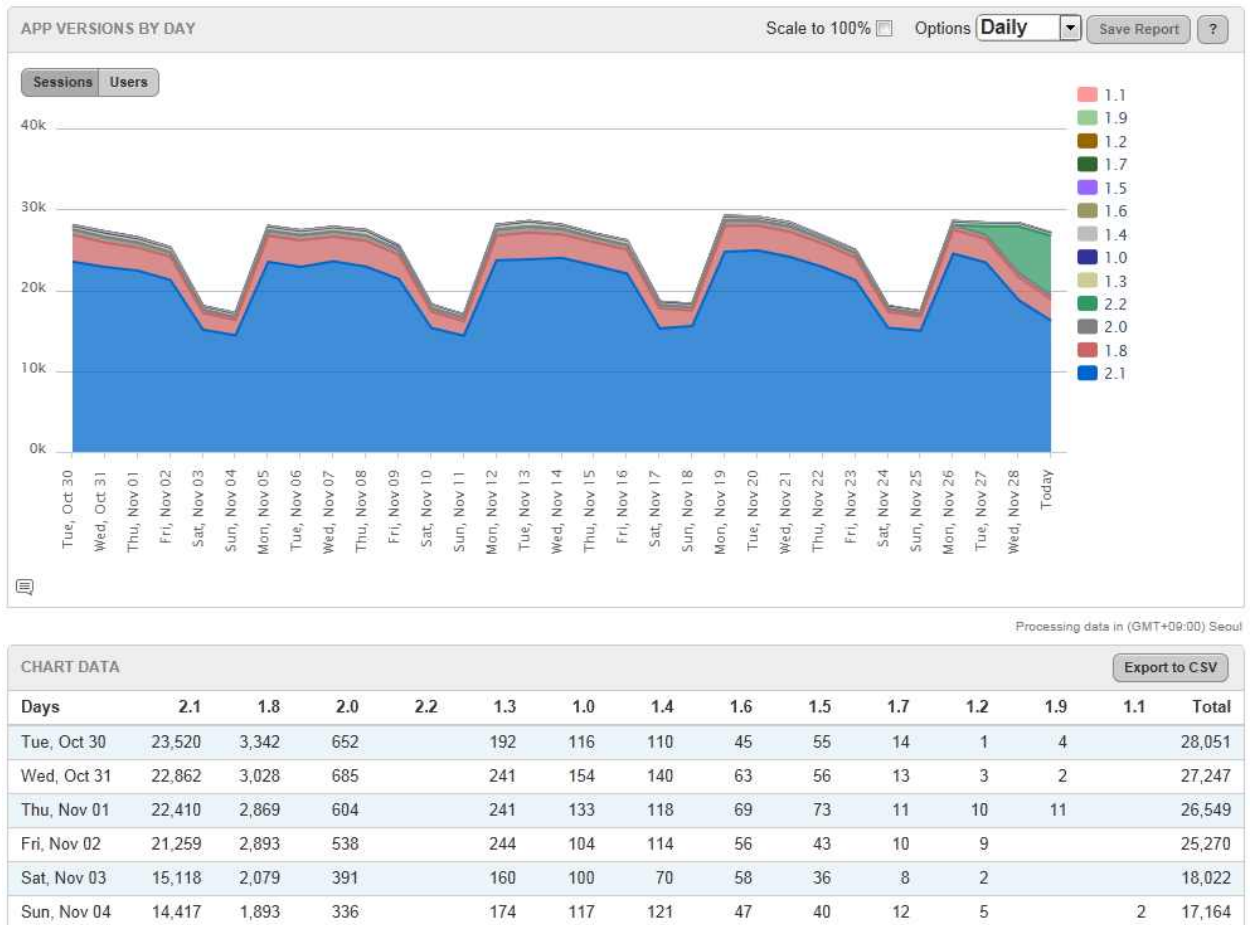 APP VERSIONS BY DAY Scale to 100% Options Daily Save Report ?
Sessions Users
40k
30k
20k
10k
0k
1.1
1.9
1.2
1.7
1.5
1.6
1.4
1.0
1.3
2.2
2.0
1.8
2.1
Tue, Oct 30
Wed, Oct 31
Thu, Nov 01
Fri, Nov 02
Sat, Nov 03
Sun, Nov 04
Mon, Nov 05
Tue, Nov 06
Wed, Nov 07
Thu, Nov 08
Fri, Nov 09
Sat, Nov 10
Sun, Nov 11
Mon, Nov 12
Tue, Nov 13
Wed, Nov 14
Thu, Nov 15
Fri, Nov 16
Sat, Nov 17
Sun, Nov 18
Mon, Nov 19
Tue, Nov 20
Wed, Nov 21
Thu, Nov 22
Fri, Nov 23
Sat, Nov 24
Sun, Nov 25
Mon, Nov 26
Tue, Nov 27
Wed, Nov 28
Today
Processing data in (GMT+09:00) Seoul
CHART DATA Export to CSV
Days 2.1 1.8 2.0 2.2 1.3 1.0 1.4 1.6 1.5 1.7 1.2 1.9 1.1 Total
Tue, Oct 30 23,520 3,342 652 192 116 110 45 55 14 1 4 28,051
Wed, Oct 31 22,862 3,028 685 241 154 140 63 56 13 3 2 27,247
Thu, Nov 01 22,410 2,869 604 241 133 118 69 73 11 10 11 26,549
Fri, Nov 02 21,259 2,893 538 244 104 114 56 43 10 9 25,270
Sat, Nov 03 15,118 2,079 391 160 100 70 58 36 8 2 18,022
Sun, Nov 04 14,417 1,893 336 174 117 121 47 40 12 5 2 17,164